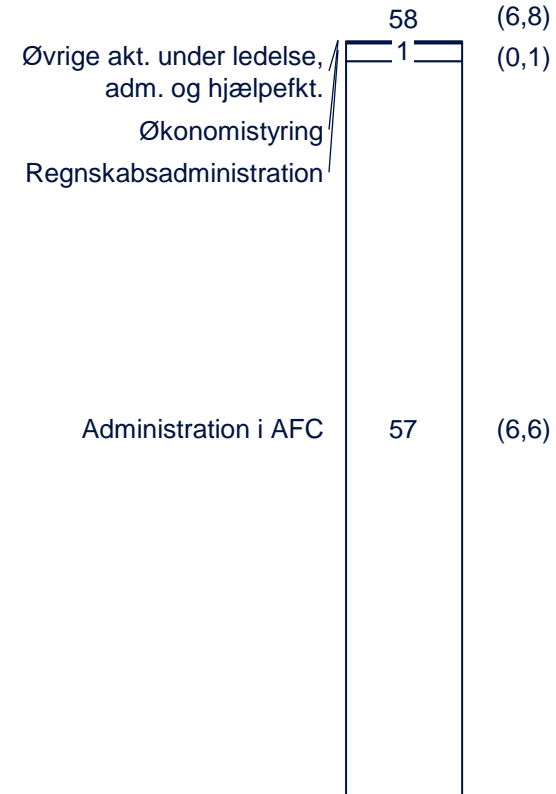 58 (6,8)
Øvrige akt. under ledelse, 1 (0,1)
adm. og hjælpefkt.
Økonomistyring
Regnskabsadministration
Administration i AFC 57 (6,6)